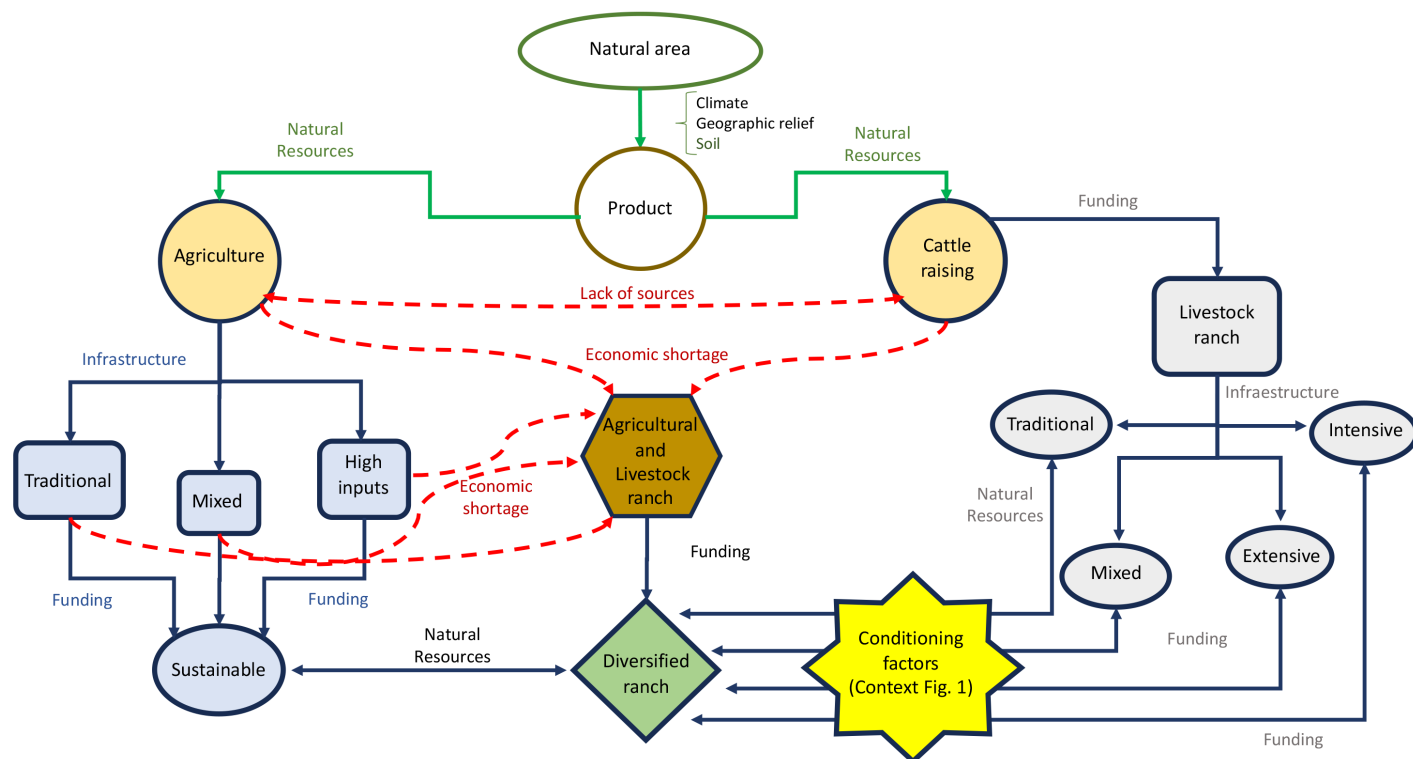 Natural area
Climate
Geographic relief
Soil
Natural
Resources
Natural
Resources
Product
Funding
Agriculture
Cattle
raising
Lack of sources
Livestock
ranch
Infrastructure
Economic shortage
Infraestructure
Traditional
Intensive
Agricultural
and
Livestock
ranch
High
inputs
Traditional
Mixed
Economic
shortage
Natural
Resources
Funding
Extensive
Mixed
Funding
Funding
Conditioning
factors
(Context Fig. 1)
Funding
Natural
Resources
Sustainable
Diversified
ranch
Funding